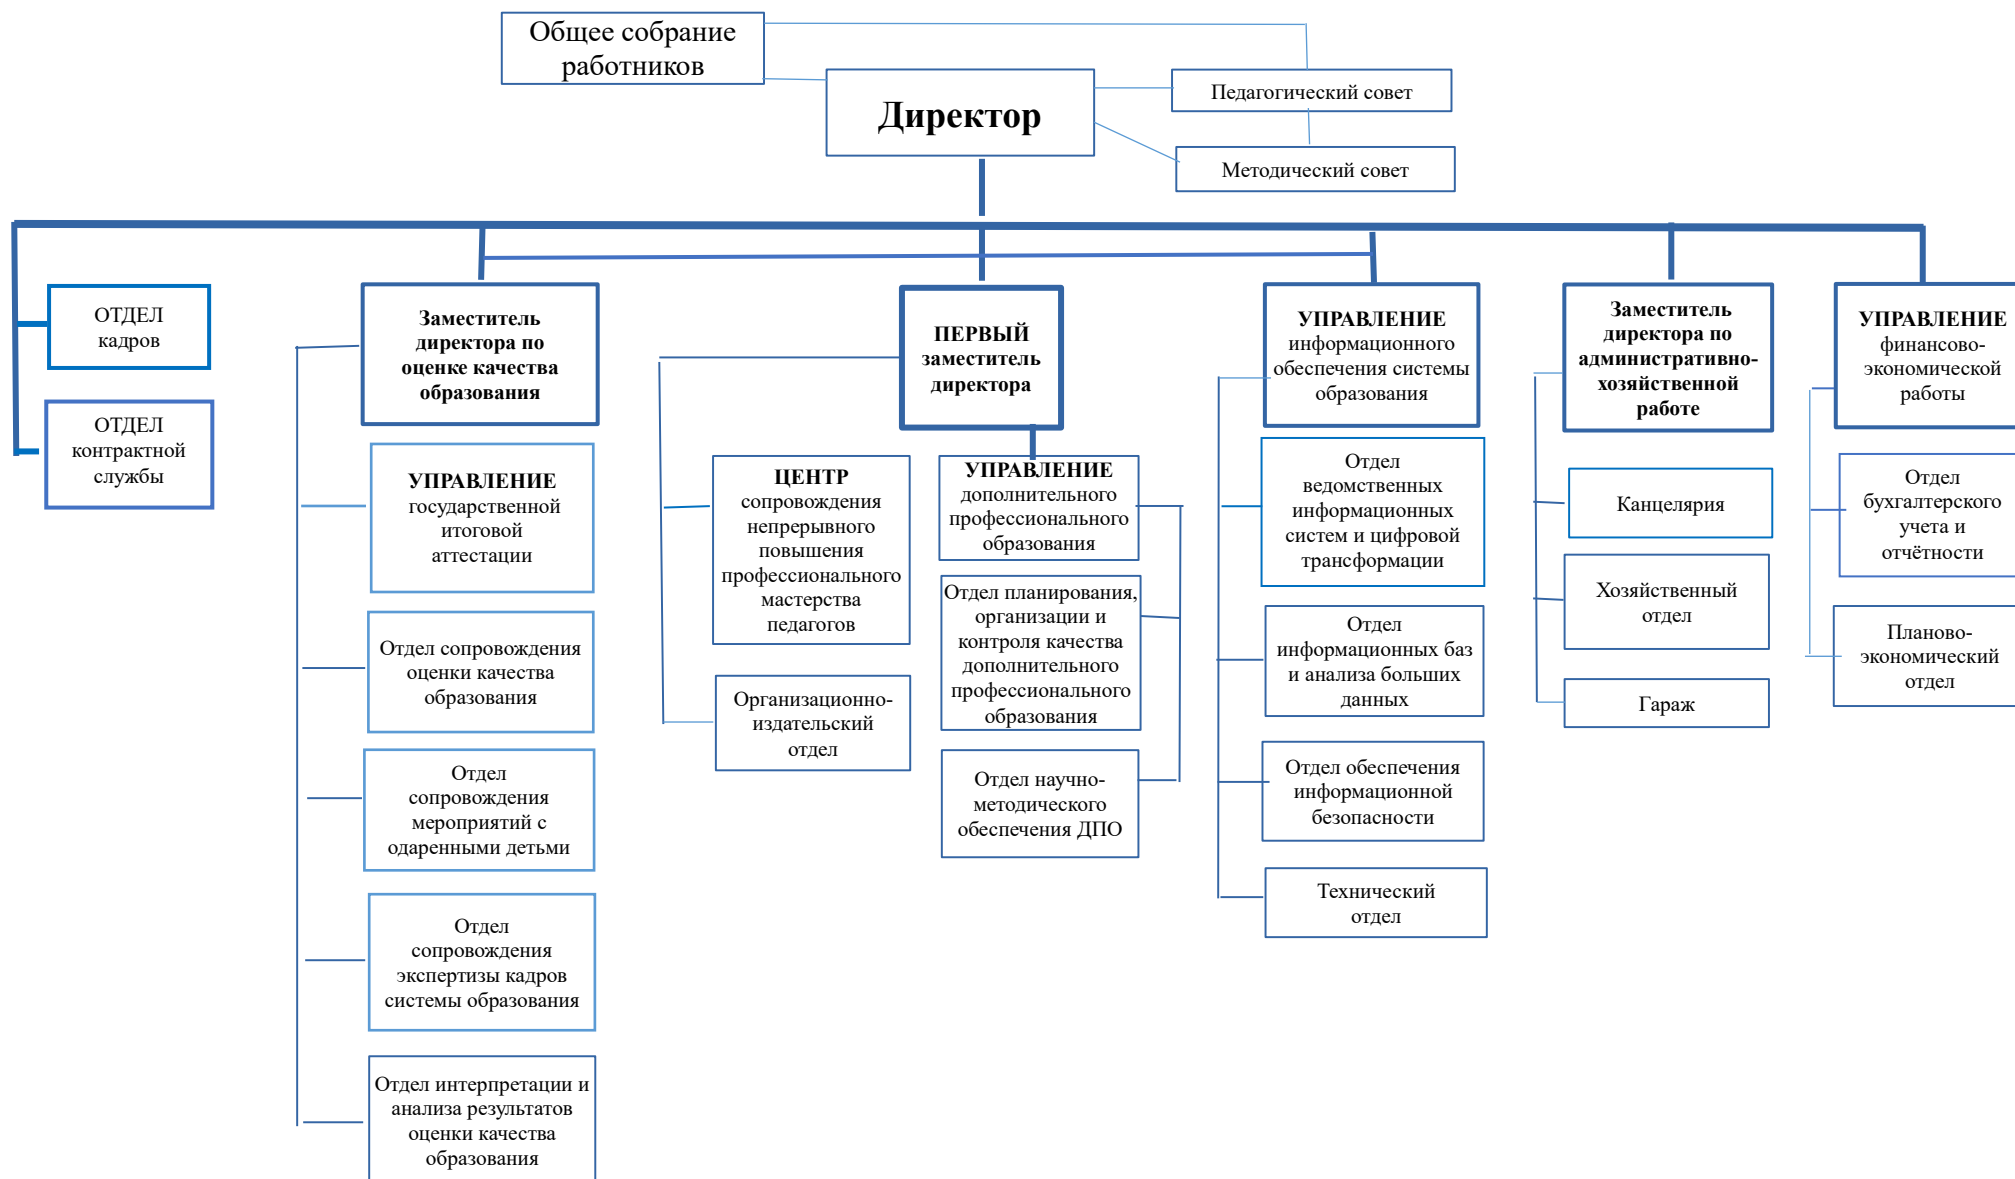 Общее собрание
работников
Директор
Педагогический совет
Методический совет
ОТДЕЛ
кадров
ОТДЕЛ
контрактной
службы
Заместитель
директора по
оценке качества
образования
УПРАВЛЕНИЕ
государственной
итоговой
аттестации
Отдел сопровождения
оценки качества
образования
Отдел
сопровождения
мероприятий с
одаренными детьми
Отдел
сопровождения
экспертизы кадров
системы образования
Отдел интерпретации и
анализа результатов
оценки качества
образования
ПЕРВЫЙ
заместитель
директора
ЦЕНТР
сопровождения
непрерывного
повышения
профессионального
мастерства
педагогов
Организационно-
издательский
отдел
УПРАВЛЕНИЕ
дополнительного
профессионального
образования
Отдел планирования,
организации и
контроля качества
дополнительного
профессионального
образования
Отдел научно-
методического
обеспечения ДПО
УПРАВЛЕНИЕ
информационного
обеспечения системы
образования
Отдел
ведомственных
информационных
систем и цифровой
трансформации
Отдел
информационных баз
и анализа больших
данных
Отдел обеспечения
информационной
безопасности
Технический
отдел
Заместитель
директора по
административно-
хозяйственной
работе
Канцелярия
Хозяйственный
отдел
Гараж
УПРАВЛЕНИЕ
финансово-
экономической
работы
Отдел
бухгалтерского
учета и
отчётности
Планово-
экономический
отдел